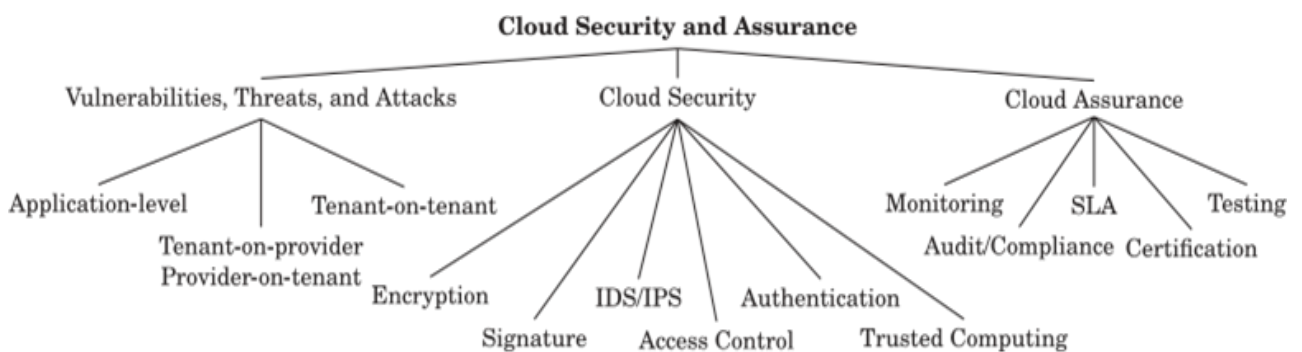 Cloud Security and Assurance
Vulnerabilities, Threats, and Attacks
Cloud Security
Cloud Assurance
Application-level
Tenant-on-provider
Provider-on-tenant
Tenant-on-tenant
Encryption
Signature
IDS/IPS
Access Control
Authentication
Trusted Computing
Monitoring
Audit/Compliance
SLA
Certification
Testing